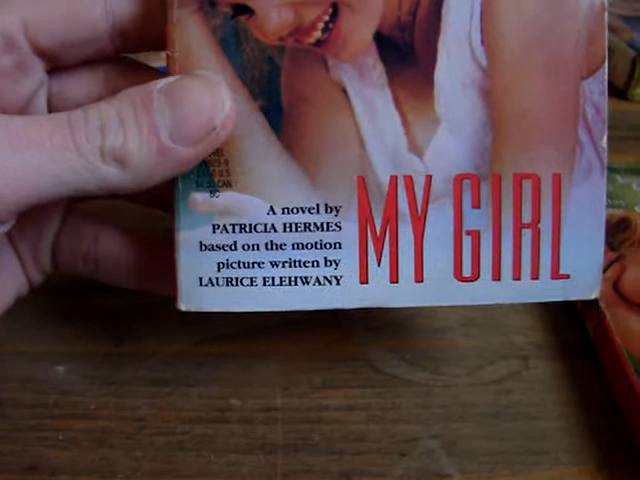 A novel by
PATRICIA HERMES
based on the motion
picture written by
LAURICE ELEHWANY
MY GIRL